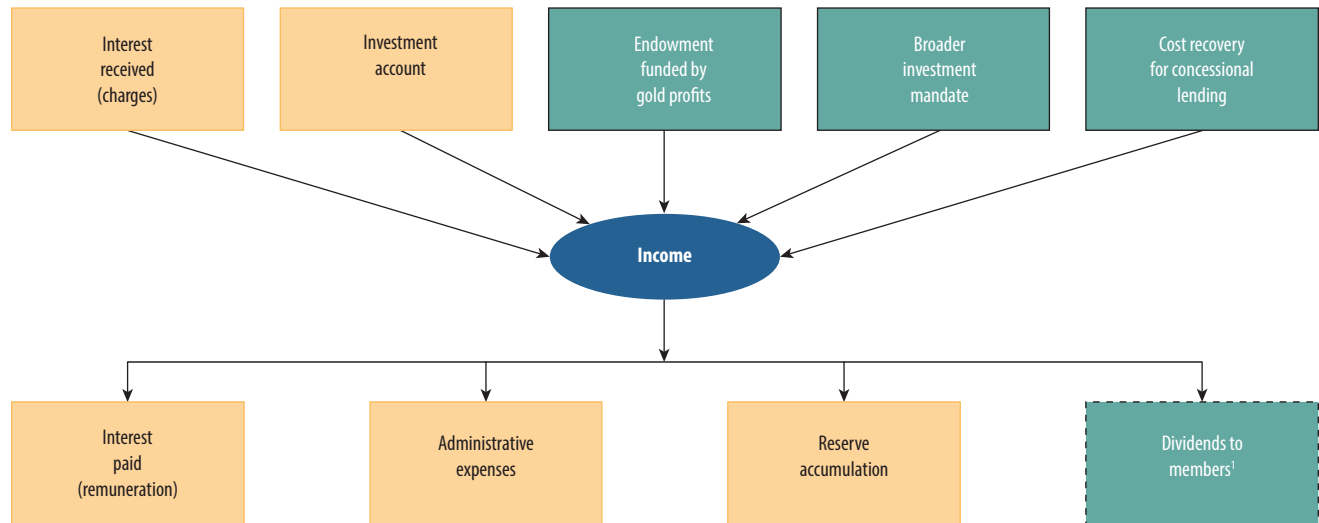 Interest
received
(charges)
Investment
account
Endowment
funded by
gold profits
Broader
investment
mandate
Cost recovery
for concessional
lending
Income
Interest
paid
(remuneration)
Administrative
expenses
Reserve
accumulation
Dividends to
members¹